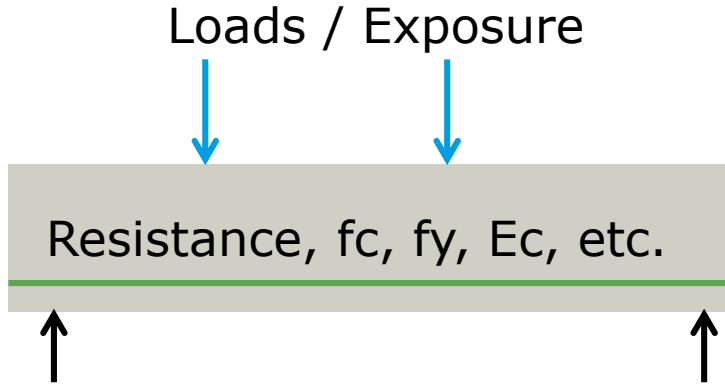 Loads / Exposure
Resistance, fc, fy, Ec, etc.